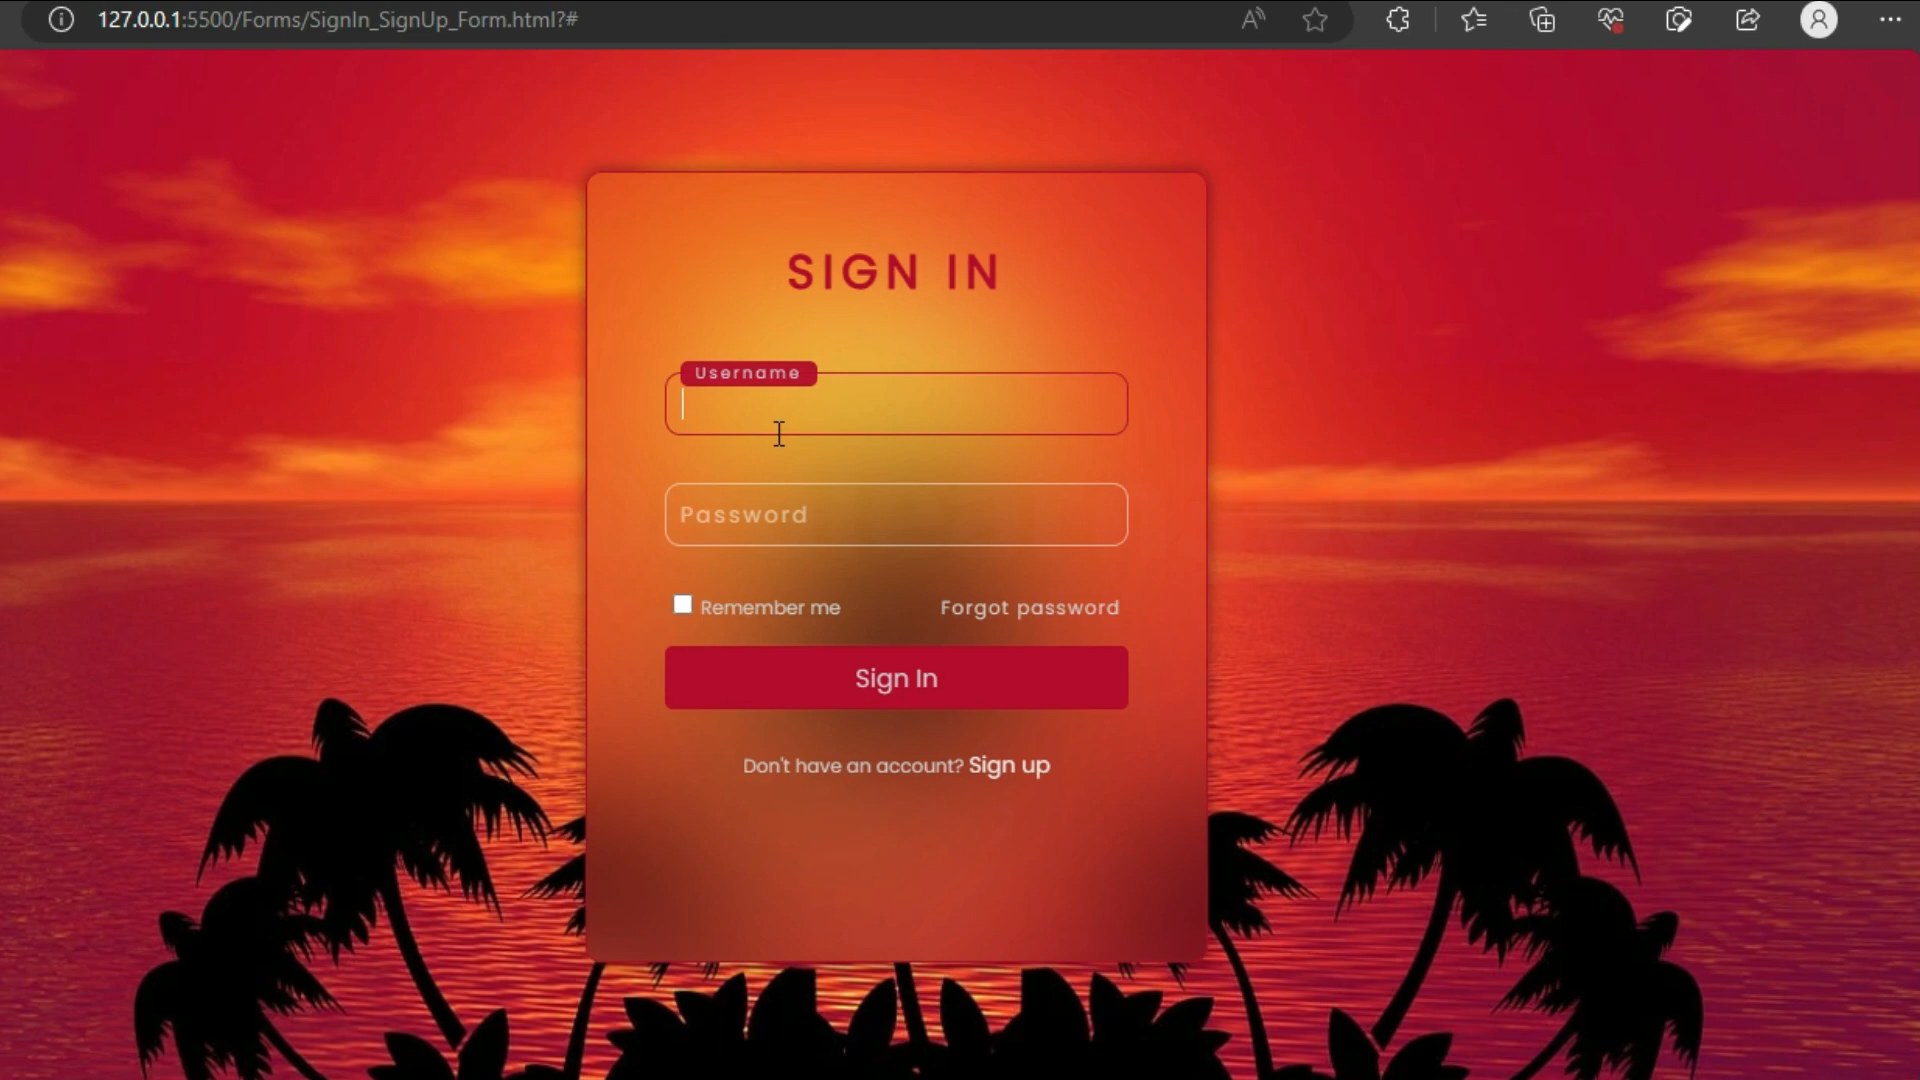 127.0.0.1:5500/Forms/SignIn_SignUp_Form.html?#
SIGN IN
Username
Password
Remember me
Forgot password
Sign In
Don't have an account? Sign up